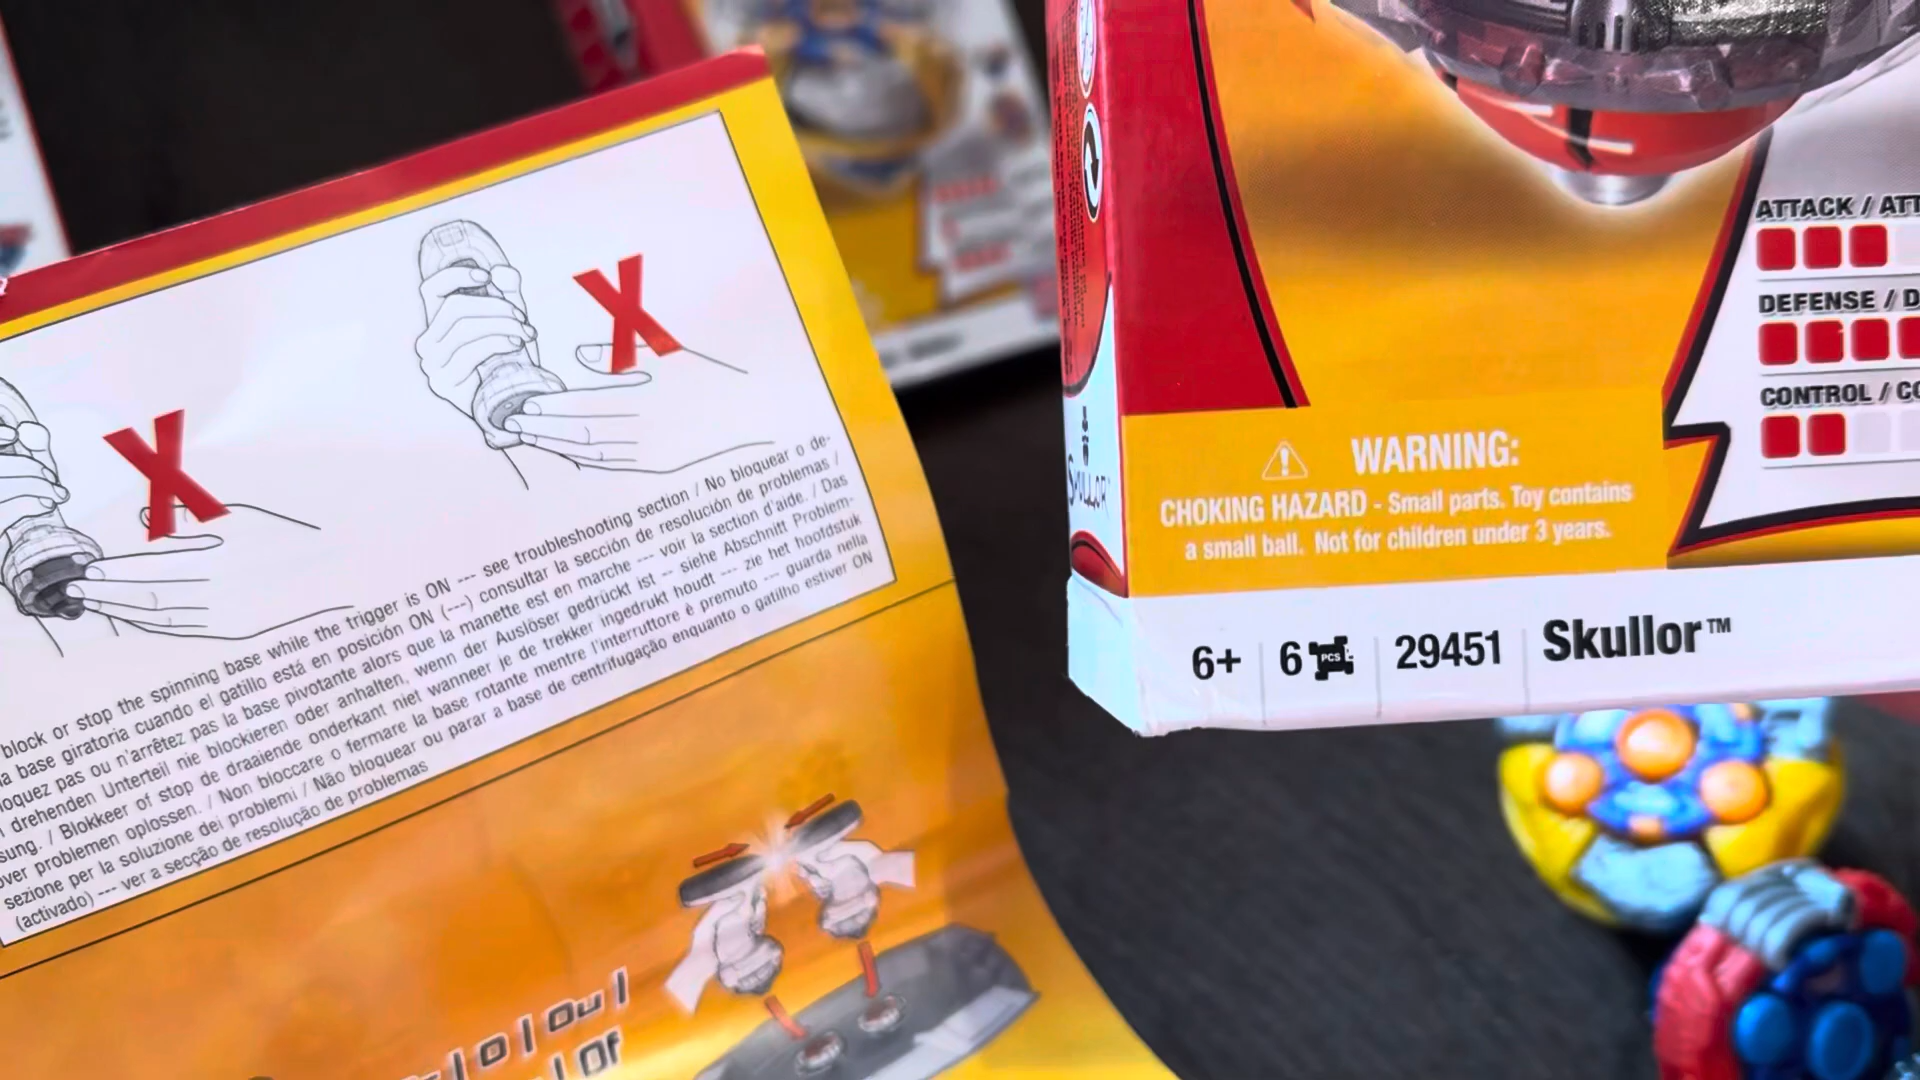 block or stop the spinning base while the trigger is ON --- see troubleshooting section / No bloquear o de-
la base giratoria cuando el gatillo está en posición ON (---) consultar la sección de resolución de problemas /
loquez pas ou n'arrêtez pas la base pivotante alors que la manette est en marche ---- voir la section d'aide. / Das
drehenden Unterteil nie blockieren oder anhalten, wenn der Auslöser gedrückt ist -- siehe Abschnitt Problem-
sung. / Blokkeer of stop de draaiende onderkant niet wanneer je de trekker ingedrukt houdt --- zie het hoofdstuk
over problemen oplossen. / Non bloccare o fermare la base rotante mentre l'interruttore è premuto --- guarda nella
sezione per la soluzione dei problemi / Não bloquear ou parar a base de centrifugação enquanto o gatilho estiver ON
(activado) --- ver a secção de resolução de problemas
| o | Ou |
| Of
SKULLOR
ATTACK / ATT
DEFENSE / D
CONTROL / CO
WARNING:
CHOKING HAZARD - Small parts. Toy contains
a small ball. Not for children under 3 years.
6+ 6 PCS 29451 Skullor™